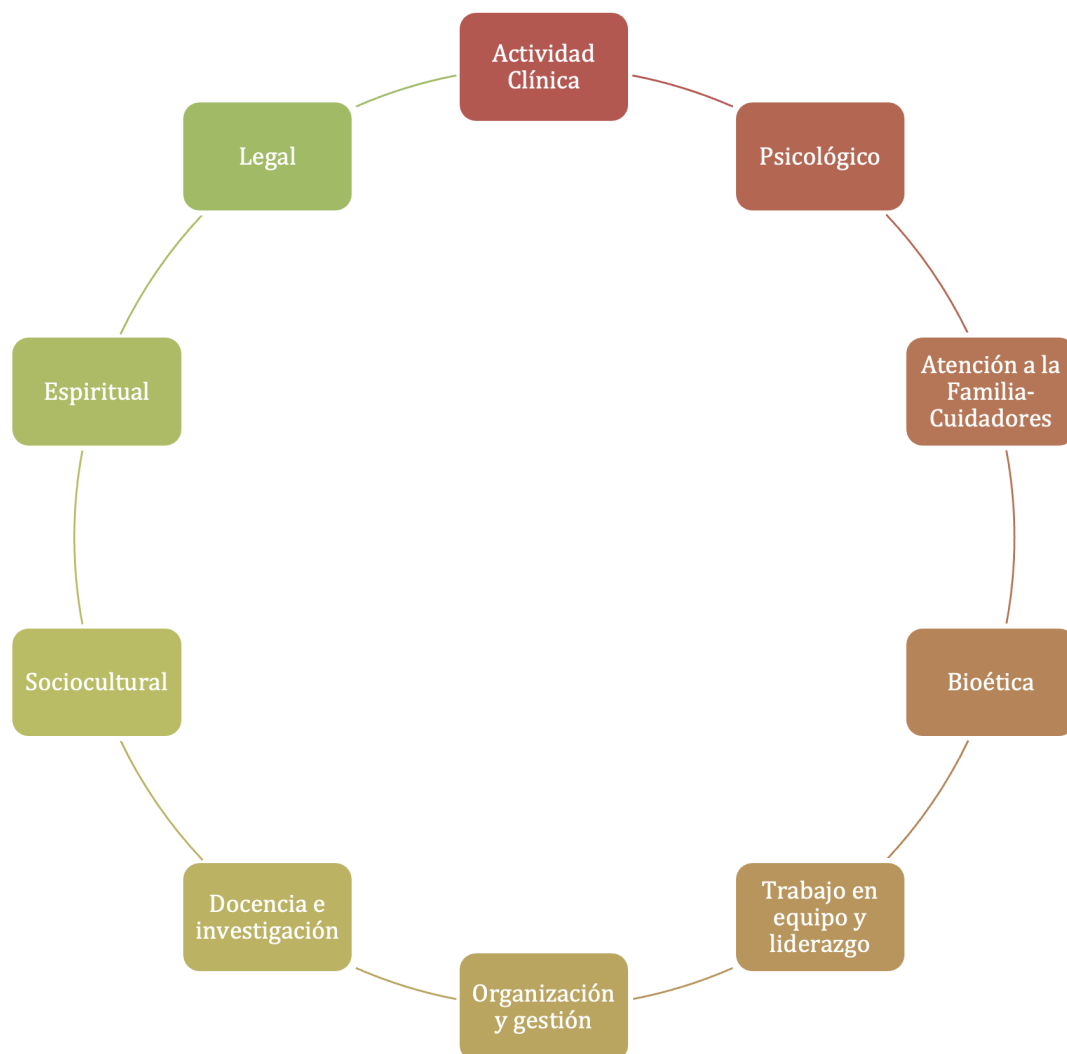 Actividad
Clínica
Psicológico
Atención a la
Familia-
Cuidadores
Bioética
Trabajo en
equipo y
liderazgo
Organización
y gestión
Docencia e
investigación
Sociocultural
Espiritual
Legal